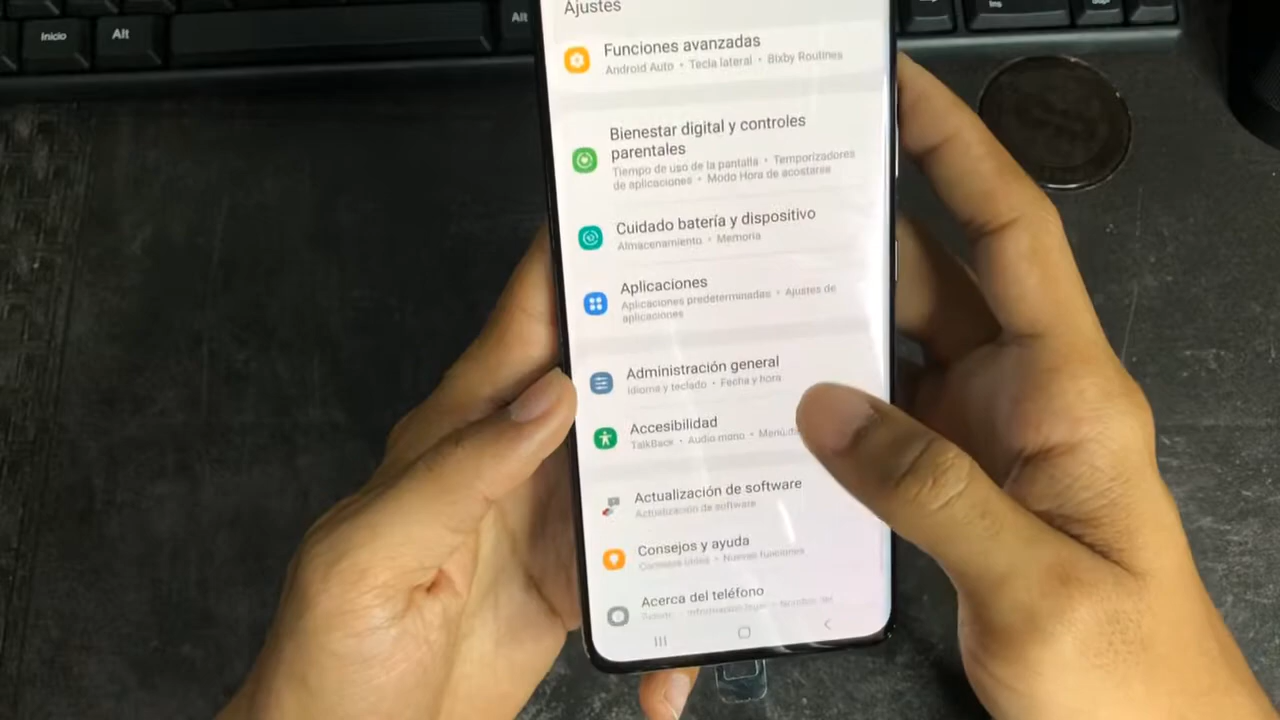 Inicio
Alt
Alt
Ins
Ajustes
Funciones avanzadas
Android Auto • Tecla lateral • Bixby Routines
Bienestar digital y controles
parentales
Tiempo de uso de la pantalla • Temporizadores
de aplicaciones • Modo Hora de acostarse
Cuidado batería y dispositivo
Almacenamiento • Memoria
Aplicaciones
Aplicaciones predeterminadas • Ajustes de
aplicaciones
Administración general
Idioma y teclado • Fecha y hora
Accesibilidad
TalkBack • Audio mono • Menú
Actualización de software
Actualización de software
Consejos y ayuda
Consejos útiles • Nuevas funciones
Acerca del teléfono